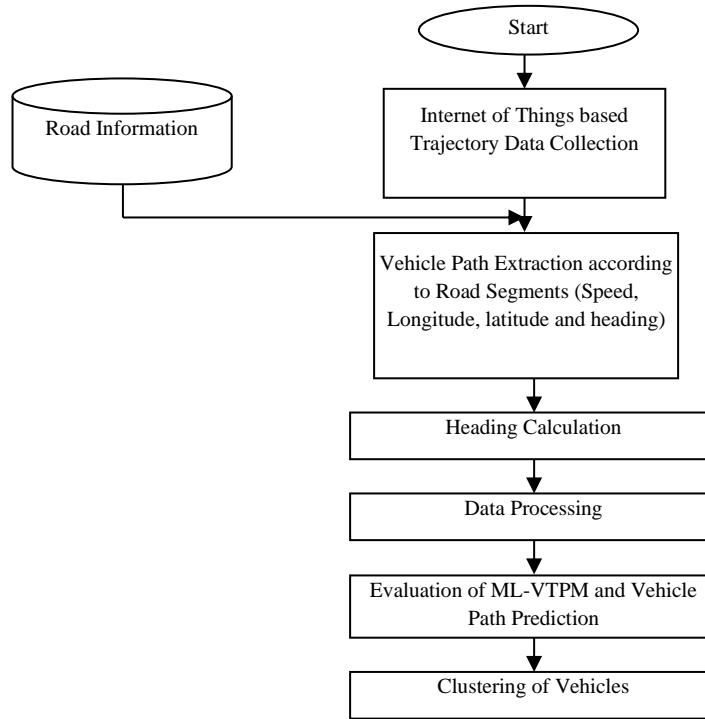 Start
Road Information
Internet of Things based
Trajectory Data Collection
Vehicle Path Extraction according
to Road Segments (Speed,
Longitude, latitude and heading)
Heading Calculation
Data Processing
Evaluation of ML-VTPM and Vehicle
Path Prediction
Clustering of Vehicles